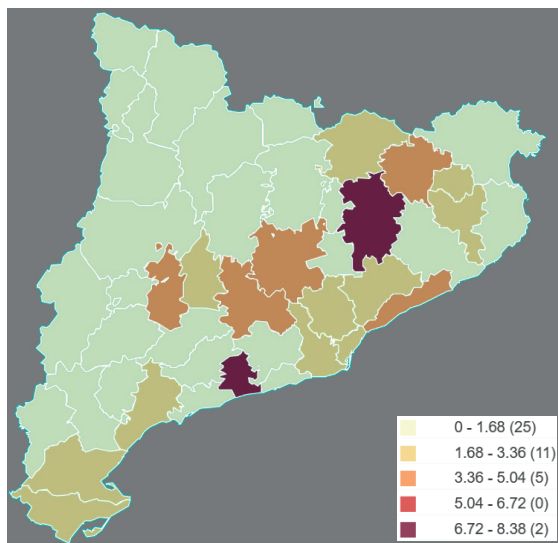 0 - 1.68 (25)
1.68 - 3.36 (11)
3.36 - 5.04 (5)
5.04 - 6.72 (0)
6.72 - 8.38 (2)